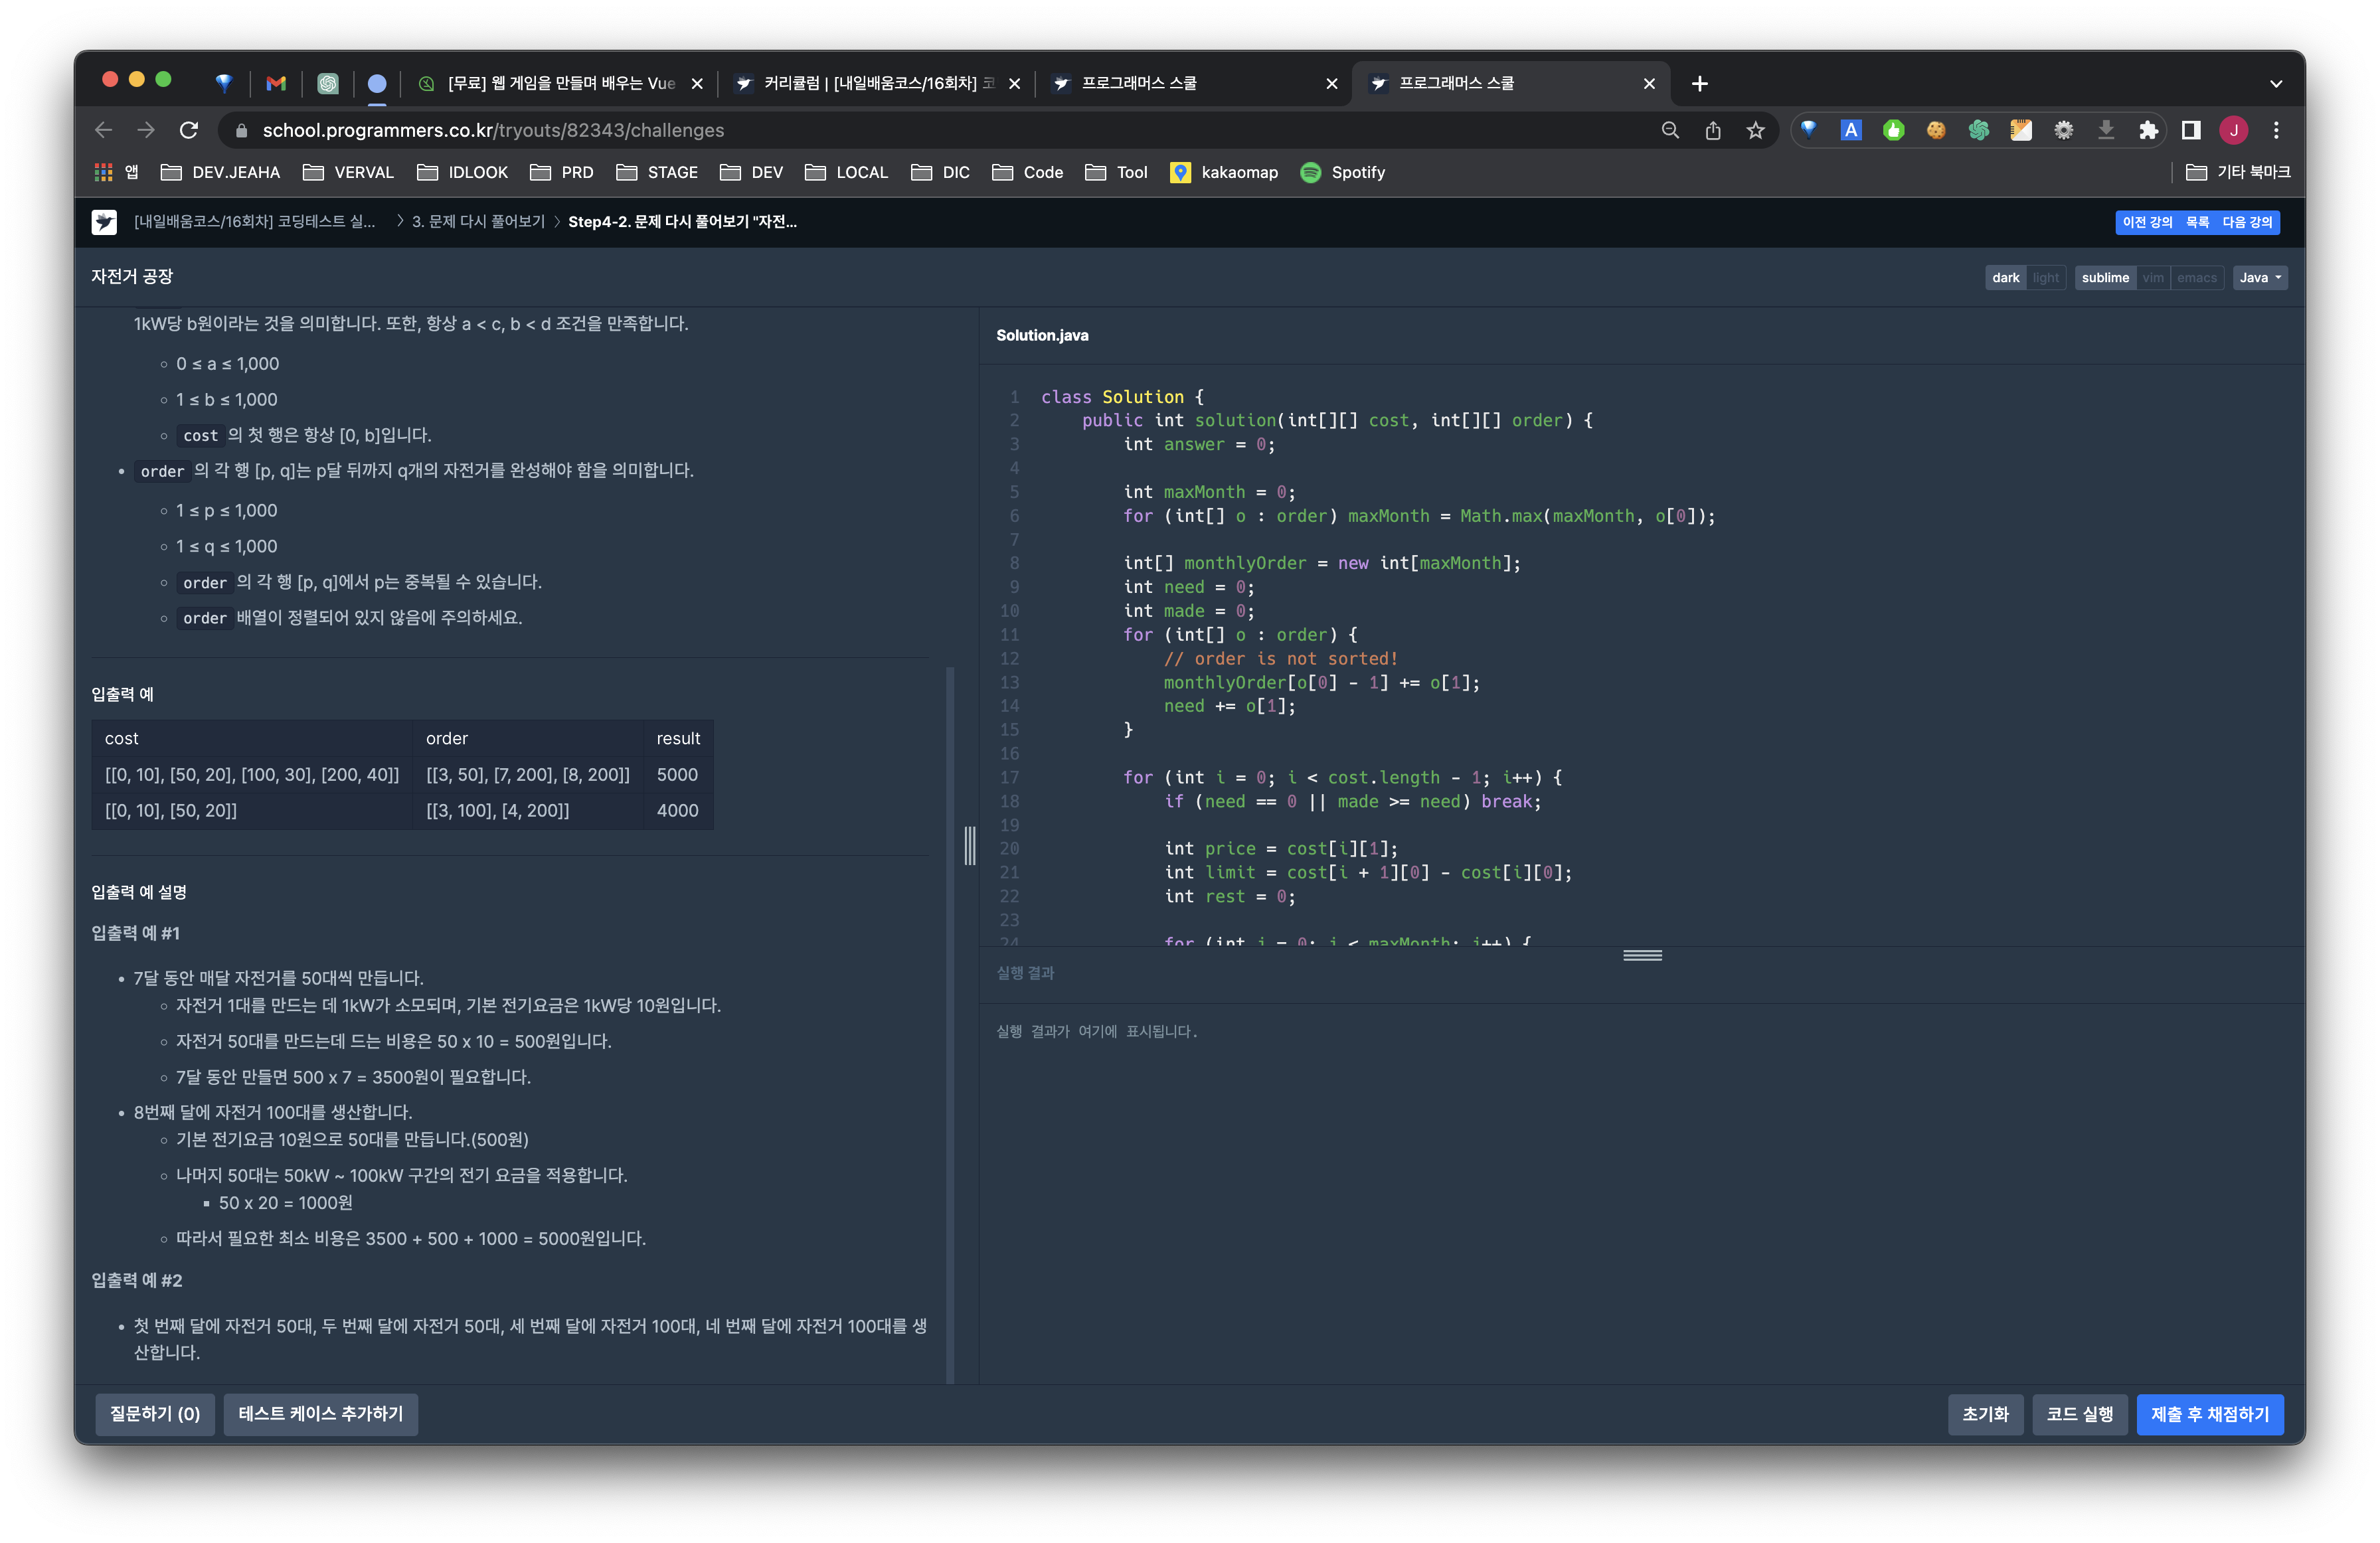 [무료] 웹 게임을 만들며 배우는 Vue
커리큘럼 | [내일배움코스/16회차] 코
프로그래머스 스쿨
프로그래머스 스쿨
school.programmers.co.kr/tryouts/82343/challenges
A
J
앱
DEV.JEAHA
VERVAL
IDLOOK
PRD
STAGE
DEV
LOCAL
DIC
Code
Tool
kakaomap
Spotify
기타 북마크
[내일배움코스/16회차] 코딩테스트 실...
3. 문제 다시 풀어보기
Step4-2. 문제 다시 풀어보기 "자전...
이전 강의 목록 다음 강의
자전거 공장
dark light
sublime vim emacs
Java
1kW당 b원이라는 것을 의미합니다. 또한, 항상 a < c, b < d 조건을 만족합니다.
0 ≤ a ≤ 1,000
1 ≤ b ≤ 1,000
cost 의 첫 행은 항상 [0, b]입니다.
order 의 각 행 [p, q]는 p달 뒤까지 q개의 자전거를 완성해야 함을 의미합니다.
1 ≤ p ≤ 1,000
1 ≤ q ≤ 1,000
order 의 각 행 [p, q]에서 p는 중복될 수 있습니다.
order 배열이 정렬되어 있지 않음에 주의하세요.
입출력 예
cost order result
[[0, 10], [50, 20], [100, 30], [200, 40]] [[3, 50], [7, 200], [8, 200]] 5000
[[0, 10], [50, 20]] [[3, 100], [4, 200]] 4000
입출력 예 설명
입출력 예 #1
7달 동안 매달 자전거를 50대씩 만듭니다.
자전거 1대를 만드는 데 1kW가 소모되며, 기본 전기요금은 1kW당 10원입니다.
자전거 50대를 만드는데 드는 비용은 50 x 10 = 500원입니다.
7달 동안 만들면 500 x 7 = 3500원이 필요합니다.
8번째 달에 자전거 100대를 생산합니다.
기본 전기요금 10원으로 50대를 만듭니다.(500원)
나머지 50대는 50kW ~ 100kW 구간의 전기 요금을 적용합니다.
50 x 20 = 1000원
따라서 필요한 최소 비용은 3500 + 500 + 1000 = 5000원입니다.
입출력 예 #2
첫 번째 달에 자전거 50대, 두 번째 달에 자전거 50대, 세 번째 달에 자전거 100대, 네 번째 달에 자전거 100대를 생
산합니다.
Solution.java
1 class Solution {
2 public int solution(int[][] cost, int[][] order) {
3 int answer = 0;
4
5 int maxMonth = 0;
6 for (int[] o : order) maxMonth = Math.max(maxMonth, o[0]);
7
8 int[] monthlyOrder = new int[maxMonth];
9 int need = 0;
10 int made = 0;
11 for (int[] o : order) {
12 // order is not sorted!
13 monthlyOrder[o[0] - 1] += o[1];
14 need += o[1];
15 }
16
17 for (int i = 0; i < cost.length - 1; i++) {
18 if (need == 0 || made >= need) break;
19
20 int price = cost[i][1];
21 int limit = cost[i + 1][0] - cost[i][0];
22 int rest = 0;
23
24 for (int j = 0; j < maxMonth; j++) {
실행 결과
실행 결과가 여기에 표시됩니다.
질문하기 (0)
테스트 케이스 추가하기
초기화
코드 실행
제출 후 채점하기